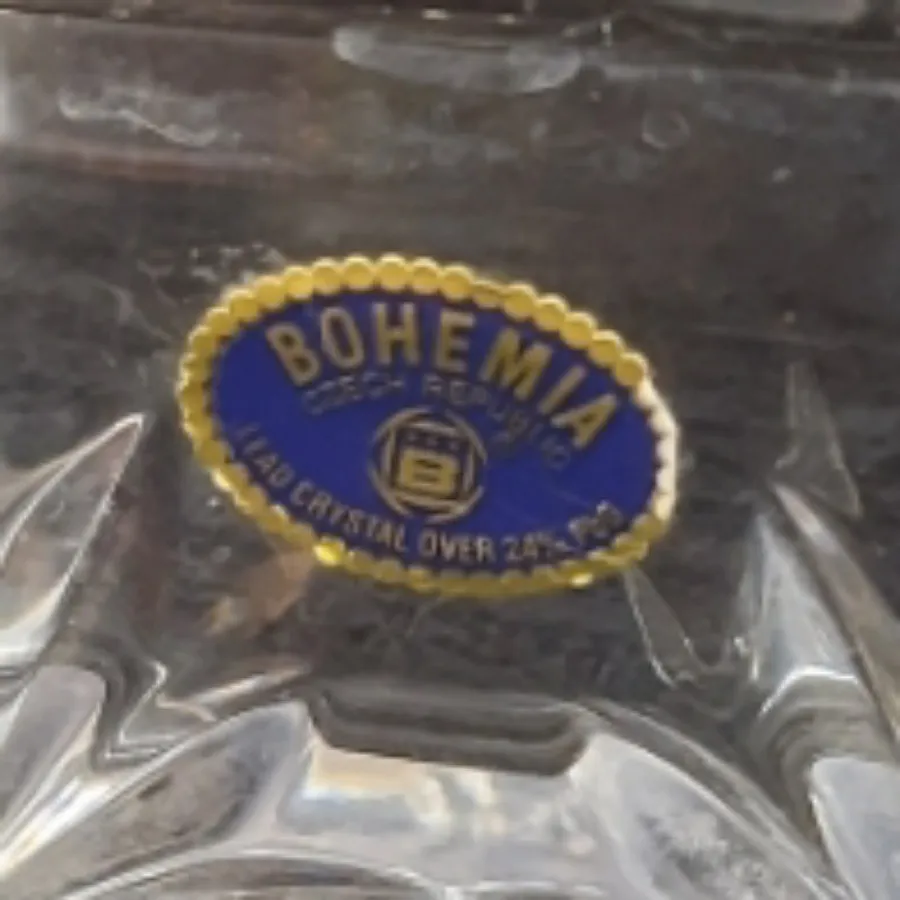 BOHEMIA
CZECH REPUBLIC
B
LEAD CRYSTAL OVER 24% PbO